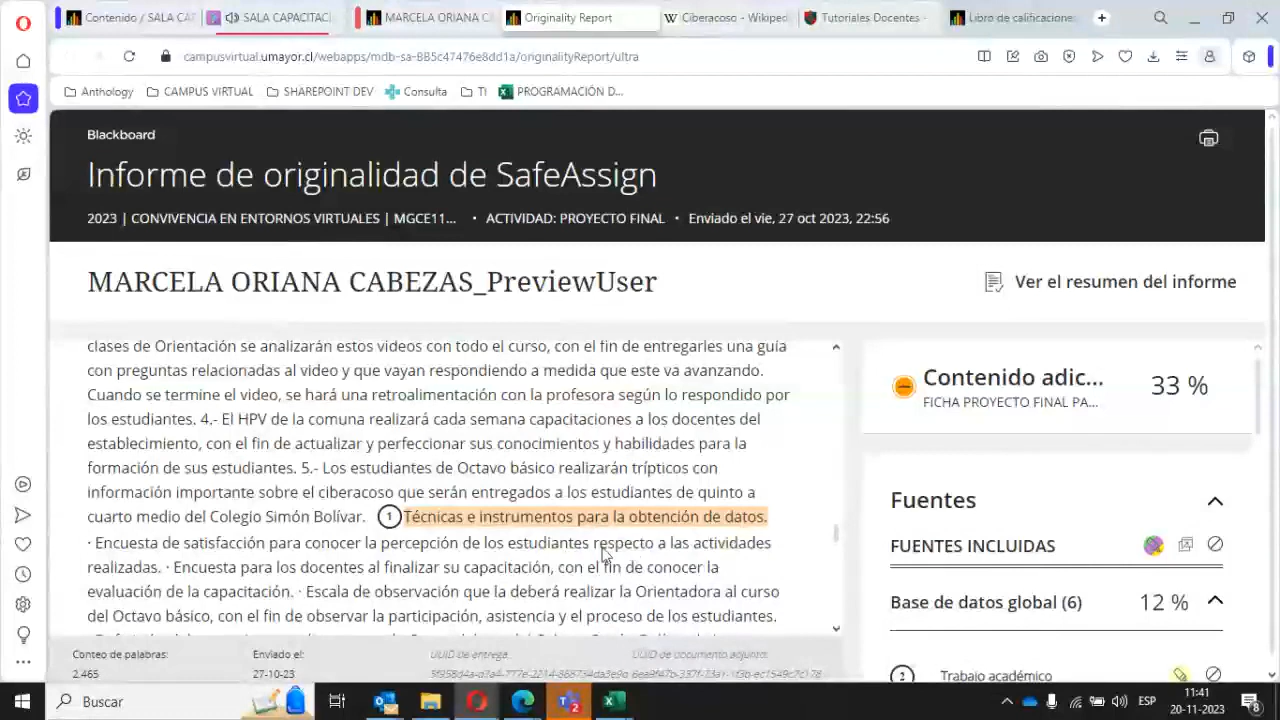 Contenido / SALA CA
SALA CAPACITAC
MARCELA ORIANA C
Originality Report
Ciberacoso - Wikiped
Tutoriales Docentes -
Libro de calificacione
campusvirtual.umayor.cl/webapps/mdb-sa-BB5c47476e8dd1a/originalityReport/ultra
Anthology
CAMPUS VIRTUAL
SHAREPOINT DEV
Consulta
TI
PROGRAMACIÓN D...
Blackboard
Informe de originalidad de SafeAssign
2023 | CONVIVENCIA EN ENTORNOS VIRTUALES | MGCE11... • ACTIVIDAD: PROYECTO FINAL • Enviado el vie, 27 oct 2023, 22:56
MARCELA ORIANA CABEZAS_PreviewUser
Ver el resumen del informe
clases de Orientación se analizarán estos videos con todo el curso, con el fin de entregarles una guía
con preguntas relacionadas al video y que vayan respondiendo a medida que este va avanzando.
Cuando se termine el video, se hará una retroalimentación con la profesora según lo respondido por
los estudiantes. 4.- El HPV de la comuna realizará cada semana capacitaciones a los docentes del
establecimiento, con el fin de actualizar y perfeccionar sus conocimientos y habilidades para la
formación de sus estudiantes. 5.- Los estudiantes de Octavo básico realizarán trípticos con
información importante sobre el ciberacoso que serán entregados a los estudiantes de quinto a
cuarto medio del Colegio Simón Bolívar. 1 Técnicas e instrumentos para la obtención de datos.
· Encuesta de satisfacción para conocer la percepción de los estudiantes respecto a las actividades
realizadas. · Encuesta para los docentes al finalizar su capacitación, con el fin de conocer la
evaluación de la capacitación. · Escala de observación que la deberá realizar la Orientadora al curso
del Octavo básico, con el fin de observar la participación, asistencia y el proceso de los estudiantes.
Contenido adic...
33 %
FICHA PROYECTO FINAL PA...
Fuentes
FUENTES INCLUIDAS
Base de datos global (6)
12 %
2 Trabajo académico
Conteo de palabras:
2.465
Enviado el:
27-10-23
UUID de entrega:
UUID de documento adjunto:
Buscar
ESP
11:41
20-11-2023
8